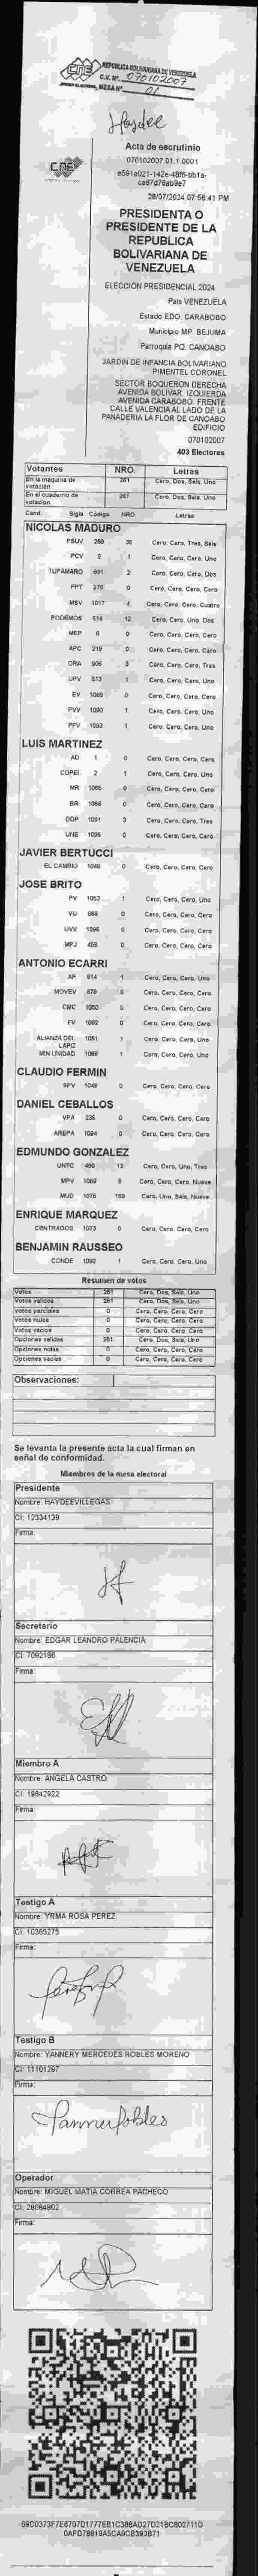 CNE REPUBLICA BOLIVARIANA DE VENEZUELA
C.V. Nº. 070102007
MESA Nº 01
Haydee
Acta de escrutinio
070102007 01.1.0001
e591a021-142e-48f6-bb1a-
ca87d76ab9e7
28/07/2024 07:58:41 PM
CNE
PRESIDENTA O
PRESIDENTE DE LA
REPUBLICA
BOLIVARIANA DE
VENEZUELA
ELECCIÓN PRESIDENCIAL 2024
País VENEZUELA
Estado EDO. CARABOBO
Municipio MP. BEJUMA
Parroquia PQ. CANOABO
JARDIN DE INFANCIA BOLIVARIANO
PIMENTEL CORONEL
SECTOR BOQUERON DERECHA
AVENIDA BOLIVAR. IZQUIERDA
AVENIDA CARABOBO. FRENTE
CALLE VALENCIA AL LADO DE LA
PANADERIA LA FLOR DE CANOABO
EDIFICIO
070102007
403 Electores
Votantes NRO. Letras
En la máquina de votación 261 Cero, Dos, Seis, Uno
En el cuaderno de votación 261 Cero, Dos, Seis, Uno
Cand. Sigla Código NRO Letras
NICOLAS MADURO
PSUV 269 36 Cero, Cero, Tres, Seis
PCV 9 1 Cero, Cero, Cero, Uno
TUPAMARO 931 2 Cero, Cero, Cero, Dos
PPT 276 0 Cero, Cero, Cero, Cero
MSV 1017 4 Cero, Cero, Cero, Cuatro
PODEMOS 614 12 Cero, Cero, Uno, Dos
MEP 6 0 Cero, Cero, Cero, Cero
APC 219 0 Cero, Cero, Cero, Cero
ORA 906 3 Cero, Cero, Cero, Tres
UPV 613 1 Cero, Cero, Cero, Uno
EV 1089 0 Cero, Cero, Cero, Cero
PVV 1090 1 Cero, Cero, Cero, Uno
PFV 1093 1 Cero, Cero, Cero, Uno
LUIS MARTINEZ
AD 1 0 Cero, Cero, Cero, Cero
COPEI 2 1 Cero, Cero, Cero, Uno
MR 1066 0 Cero, Cero, Cero, Cero
BR 1088 0 Cero, Cero, Cero, Cero
DDP 1091 3 Cero, Cero, Cero, Tres
UNE 1095 0 Cero, Cero, Cero, Cero
JAVIER BERTUCCI
EL CAMBIO 1048 0 Cero, Cero, Cero, Cero
JOSE BRITO
PV 1053 1 Cero, Cero, Cero, Uno
VU 868 0 Cero, Cero, Cero, Cero
UVV 1096 0 Cero, Cero, Cero, Cero
MPJ 458 0 Cero, Cero, Cero, Cero
ANTONIO ECARRI
AP 814 1 Cero, Cero, Cero, Uno
MOVEV 878 0 Cero, Cero, Cero, Cero
CMC 1050 0 Cero, Cero, Cero, Cero
FV 1062 0 Cero, Cero, Cero, Cero
ALIANZA DEL LAPIZ 1051 1 Cero, Cero, Cero, Uno
MIN UNIDAD 1068 1 Cero, Cero, Cero, Uno
CLAUDIO FERMIN
SPV 1049 0 Cero, Cero, Cero, Cero
DANIEL CEBALLOS
VPA 236 0 Cero, Cero, Cero, Cero
AREPA 1094 0 Cero, Cero, Cero, Cero
EDMUNDO GONZALEZ
UNTC 460 13 Cero, Cero, Uno, Tres
MPV 1069 9 Cero, Cero, Cero, Nueve
MUD 1075 169 Cero, Uno, Seis, Nueve
ENRIQUE MARQUEZ
CENTRADOS 1073 0 Cero, Cero, Cero, Cero
BENJAMIN RAUSSEO
CONDE 1092 1 Cero, Cero, Cero, Uno
Resumen de votos
Votos 261 Cero, Dos, Seis, Uno
Votos válidos 261 Cero, Dos, Seis, Uno
Votos parciales 0 Cero, Cero, Cero, Cero
Votos nulos 0 Cero, Cero, Cero, Cero
Votos vacíos 0 Cero, Cero, Cero, Cero
Opciones válidas 261 Cero, Dos, Seis, Uno
Opciones nulas 0 Cero, Cero, Cero, Cero
Opciones vacías 0 Cero, Cero, Cero, Cero
Observaciones:
Se levanta la presente acta la cual firman en
señal de conformidad.
Miembros de la mesa electoral
Presidente
Nombre: HAYDEEVILLEGAS
CI: 12334139
Firma:
Secretario
Nombre: EDGAR LEANDRO PALENCIA
CI: 7092186
Firma:
Miembro A
Nombre: ANGELA CASTRO
CI: 19842922
Firma:
Testigo A
Nombre: YRMA ROSA PEREZ
CI: 10365275
Firma:
Testigo B
Nombre: YANNERY MERCEDES ROBLES MORENO
CI: 11101297
Firma:
Operador
Nombre: MIGUEL MATIA CORREA PACHECO
CI: 28084802
Firma: